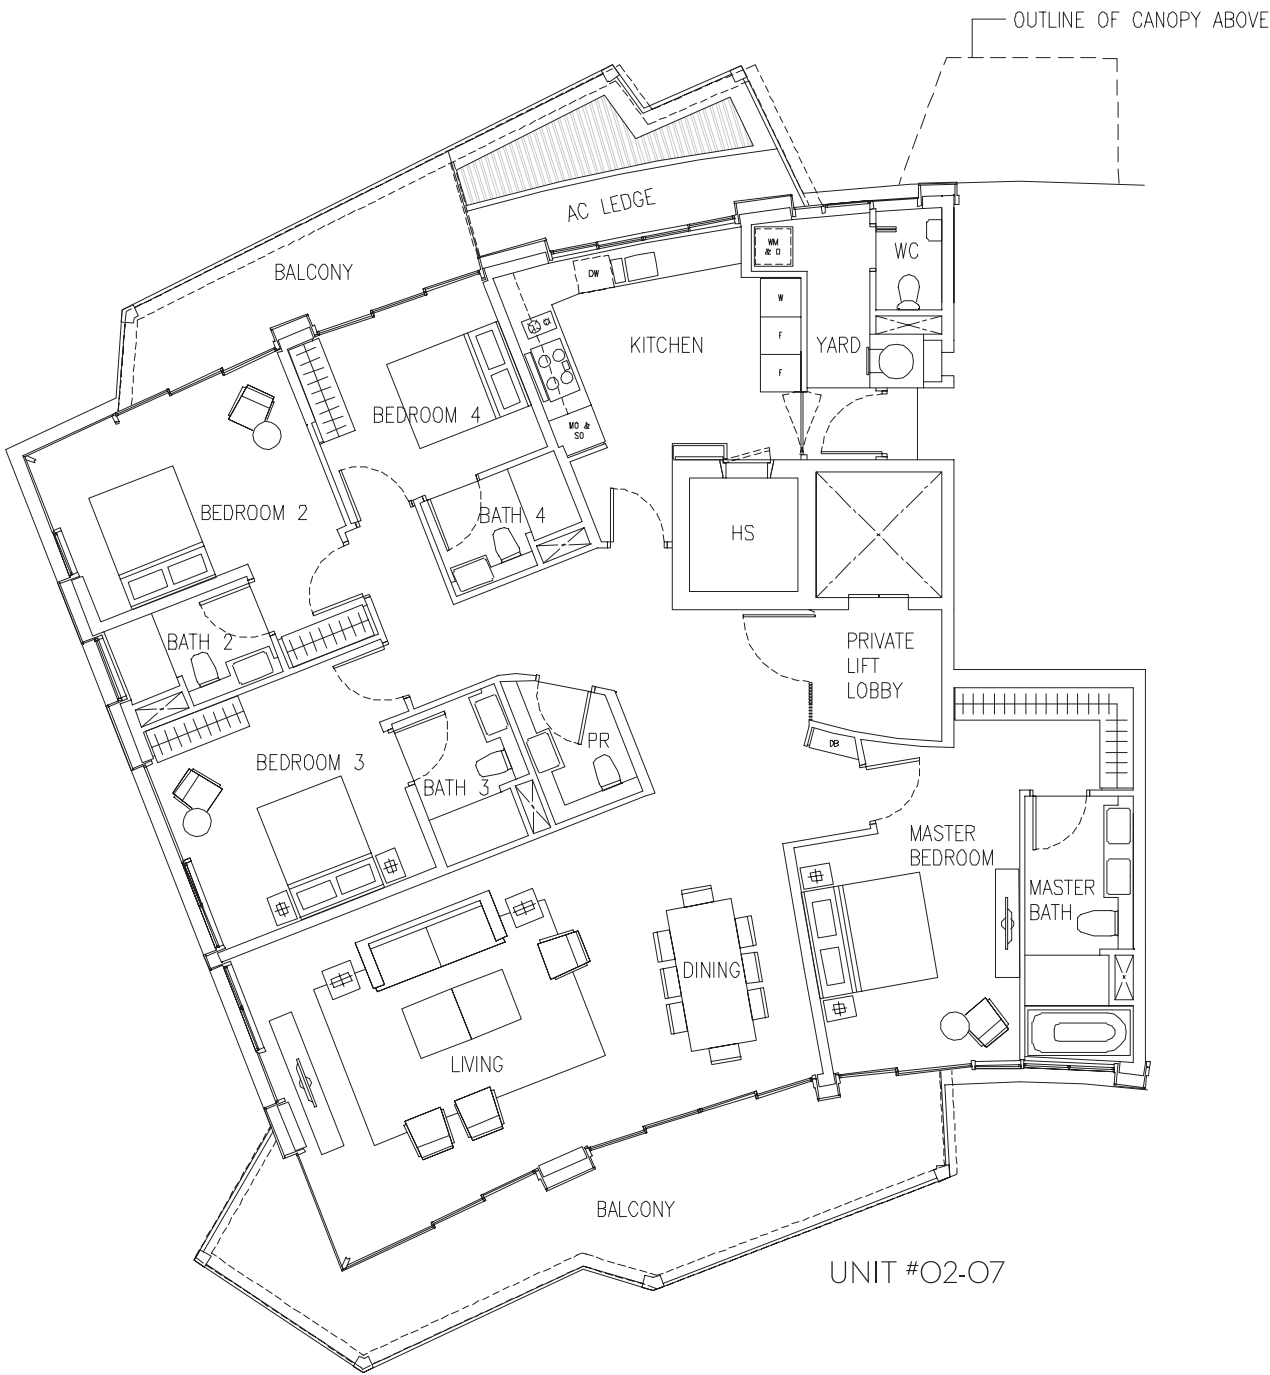 OUTLINE OF CANOPY ABOVE
AC LEDGE
BALCONY
WM
& D
WC
DW
W
F
F
KITCHEN
YARD
BEDROOM 4
MO &
SO
BEDROOM 2
BATH 4
HS
BATH 2
PRIVATE
LIFT
LOBBY
BEDROOM 3
PR
DB
BATH 3
MASTER
BEDROOM
MASTER
BATH
DINING
LIVING
BALCONY
UNIT #02-07